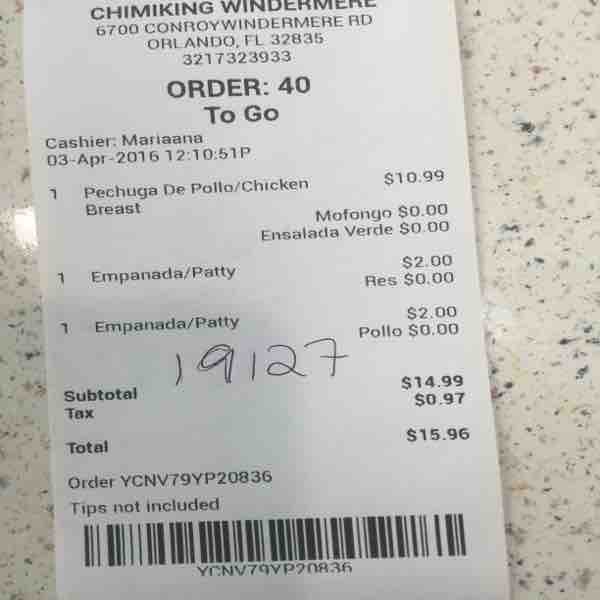 CHIMIKING WINDERMERE
6700 CONROYWINDERMERE RD
ORLANDO, FL 32835
3217323933
ORDER: 40
To Go
Cashier: Mariaana
03-Apr-2016 12:10:51P
1 Pechuga De Pollo/Chicken $10.99
Breast
Mofongo $0.00
Ensalada Verde $0.00
1 Empanada/Patty $2.00
Res $0.00
1 Empanada/Patty $2.00
Pollo $0.00
19127
Subtotal $14.99
Tax $0.97
Total $15.96
Order YCNV79YP20836
Tips not included
YCNV79YP20836